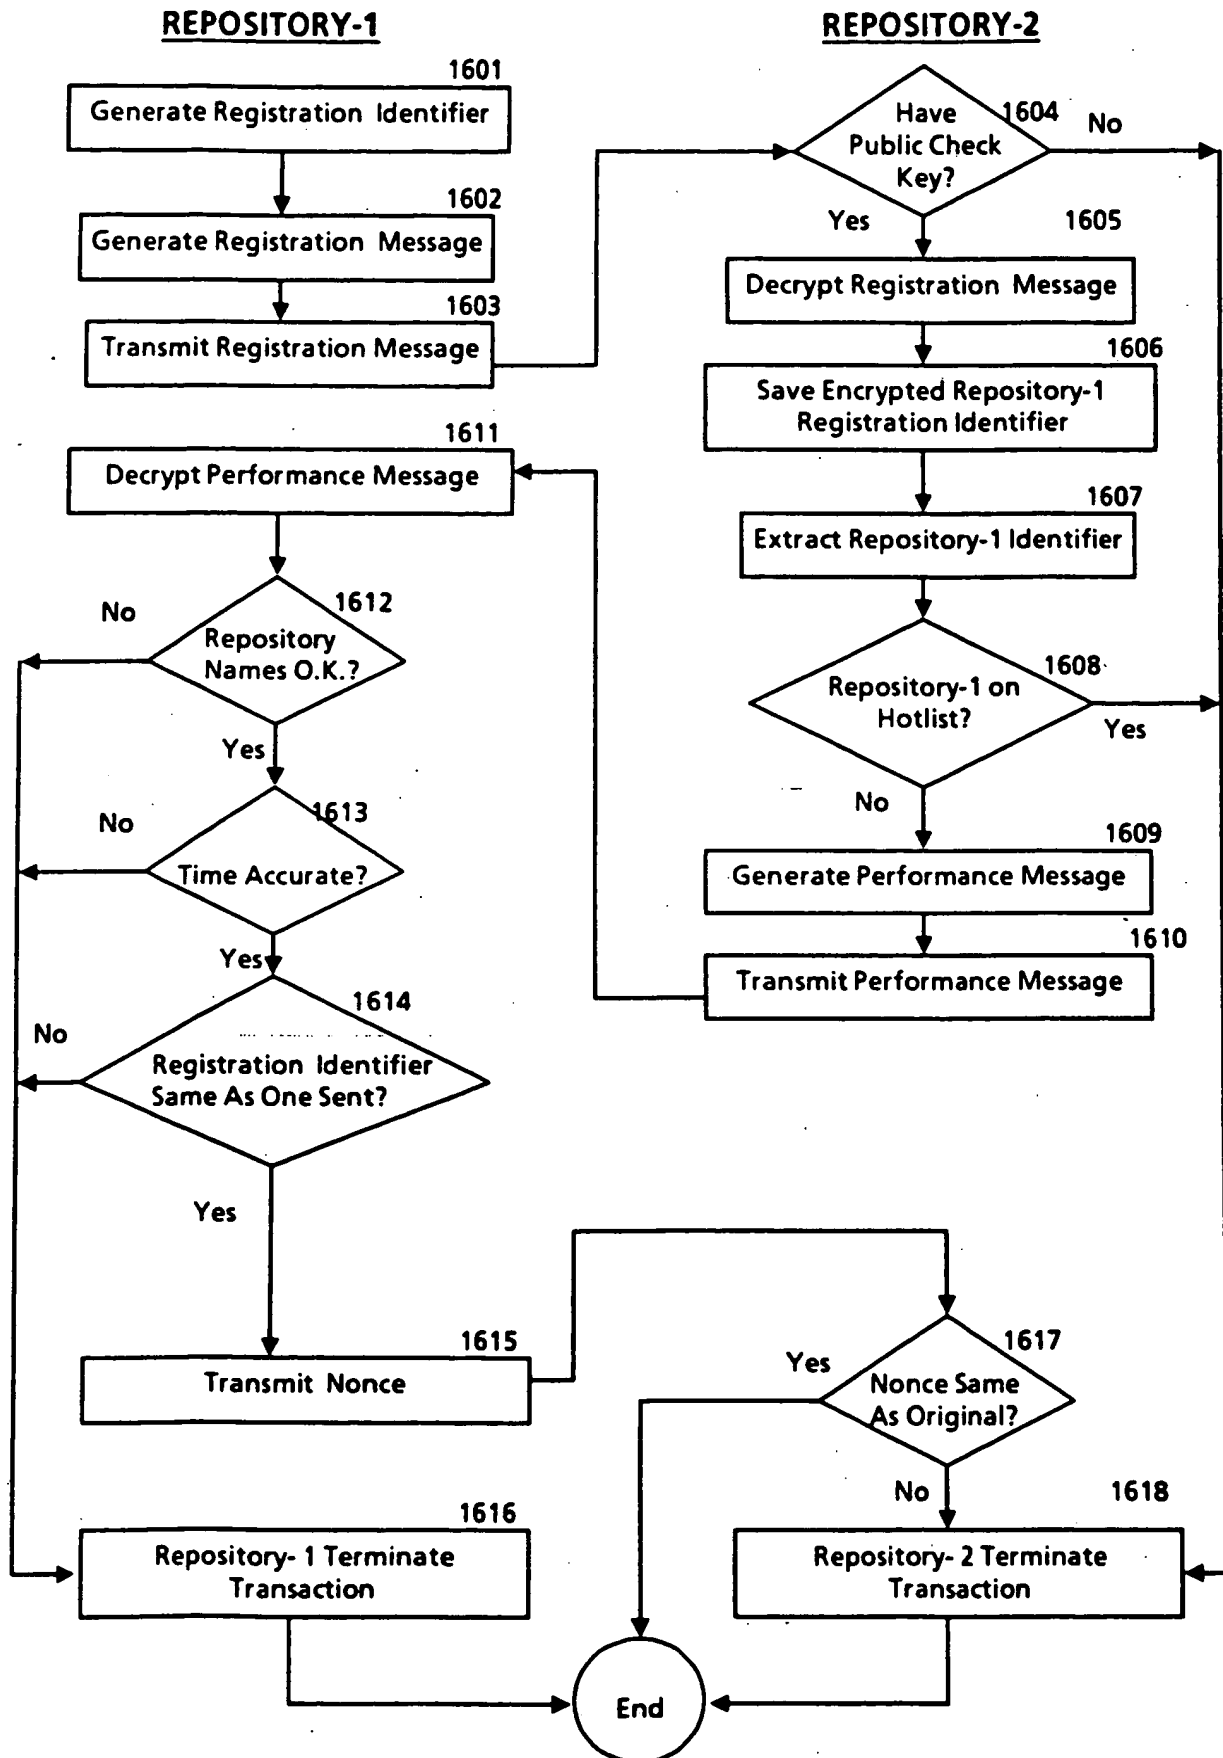 REPOSITORY-1
1601
Generate Registration Identifier
1602
Generate Registration Message
1603
Transmit Registration Message
1611
Decrypt Performance Message
1612
No
Repository
Names O.K.?
Yes
1613
No
Time Accurate?
Yes
1614
No
Registration Identifier
Same As One Sent?
Yes
1615
Transmit Nonce
1616
Repository- 1 Terminate
Transaction
REPOSITORY-2
1604
Have
Public Check
Key?
No
Yes
1605
Decrypt Registration Message
1606
Save Encrypted Repository-1
Registration Identifier
1607
Extract Repository-1 Identifier
1608
Repository-1 on
Hotlist?
Yes
No
1609
Generate Performance Message
1610
Transmit Performance Message
1617
Yes
Nonce Same
As Original?
No
1618
Repository- 2 Terminate
Transaction
End